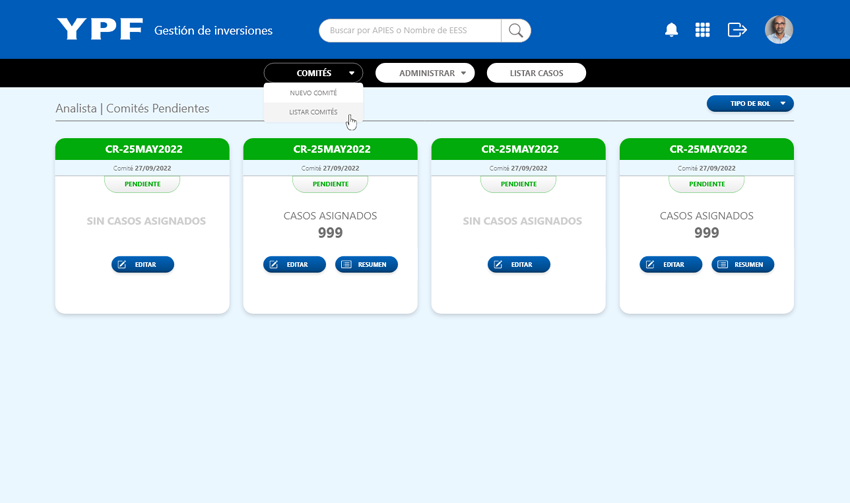 YPF Gestión de inversiones
Buscar por APIES o Nombre de EESS
COMITÉS
ADMINISTRAR
LISTAR CASOS
NUEVO COMITÉ
LISTAR COMITÉS
Analista | Comités Pendientes
TIPO DE ROL
CR-25MAY2022
Comité 27/09/2022
PENDIENTE
SIN CASOS ASIGNADOS
EDITAR
CR-25MAY2022
Comité 27/09/2022
PENDIENTE
CASOS ASIGNADOS
999
EDITAR
RESUMEN
CR-25MAY2022
Comité 27/09/2022
PENDIENTE
SIN CASOS ASIGNADOS
EDITAR
CR-25MAY2022
Comité 27/09/2022
PENDIENTE
CASOS ASIGNADOS
999
EDITAR
RESUMEN